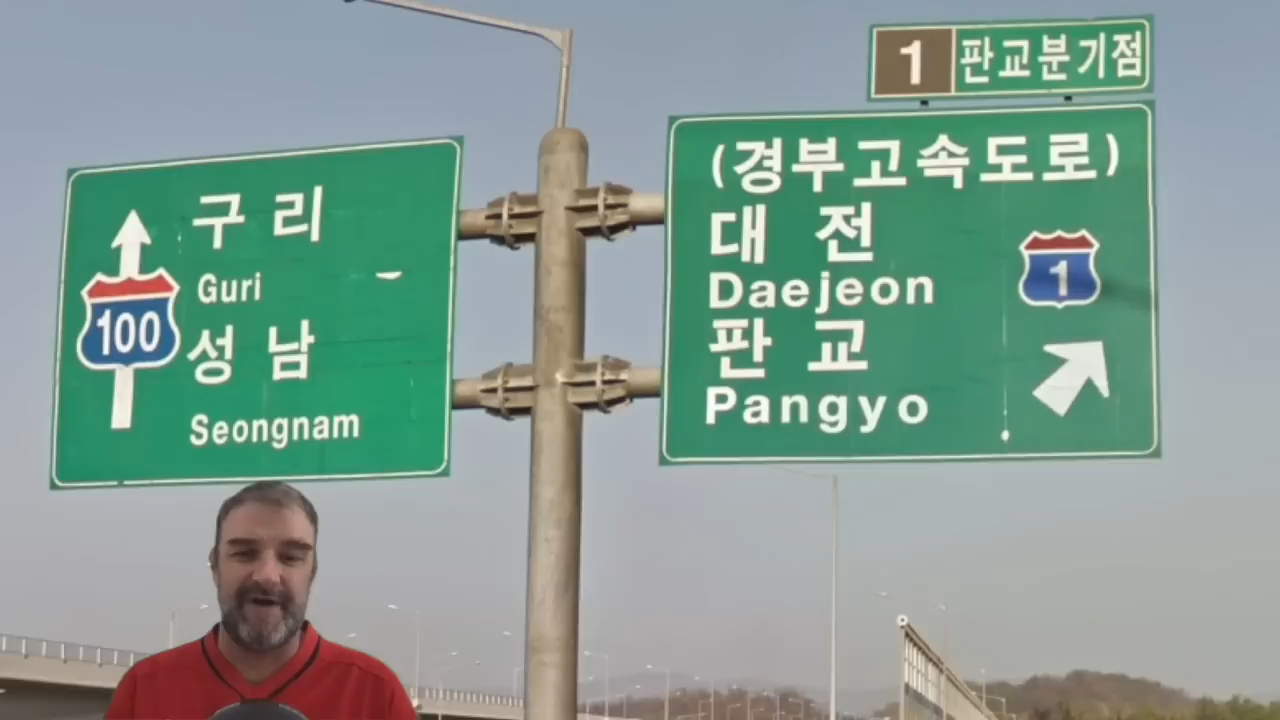 구리
Guri
100
성남
Seongnam
1 판교분기점
(경부고속도로)
대전
Daejeon
1
판교
Pangyo